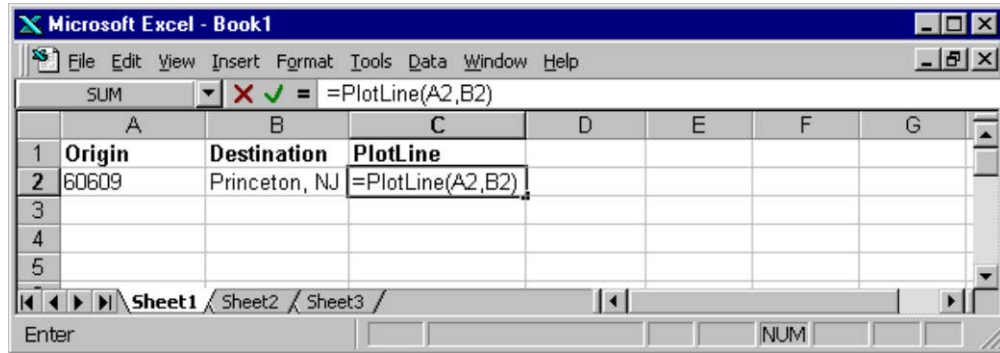 Microsoft Excel - Book1
File Edit View Insert Format Tools Data Window Help
SUM = =PlotLine(A2,B2)
A B C D E F G
1 Origin Destination PlotLine
2 60609 Princeton, NJ =PlotLine(A2,B2)
3
4
5
Sheet1 Sheet2 Sheet3
Enter NUM